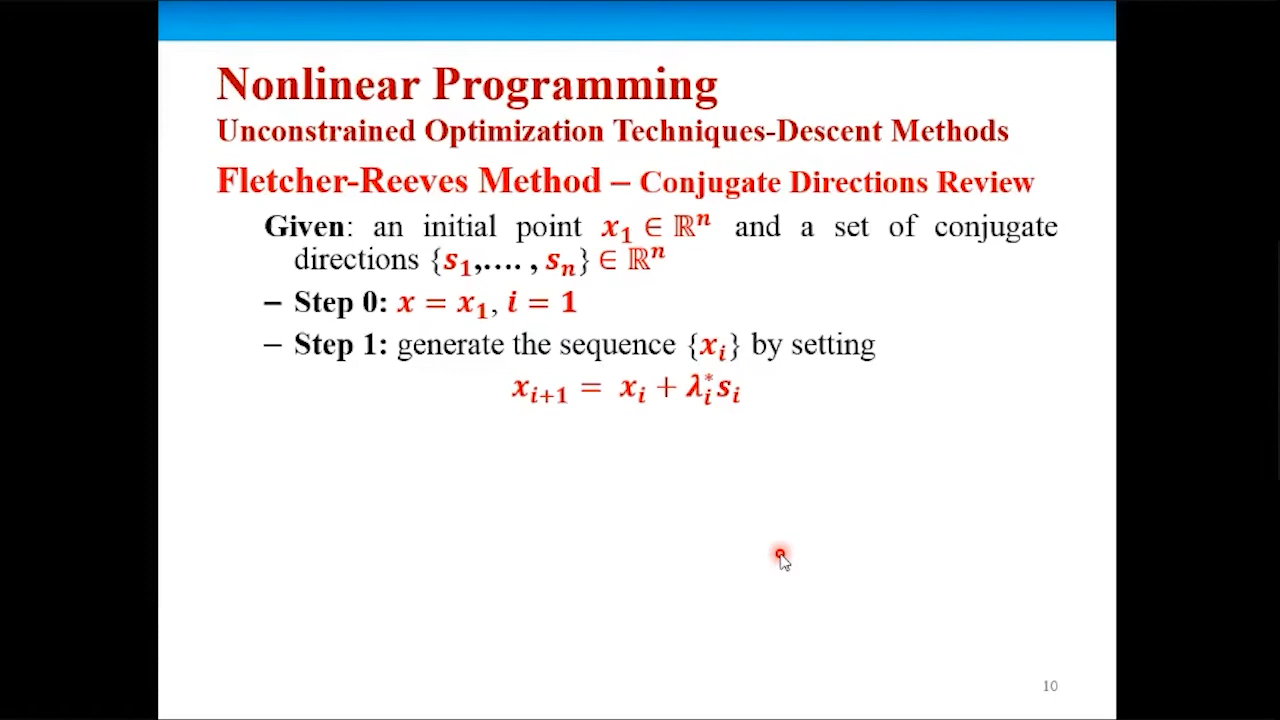 Nonlinear Programming
Unconstrained Optimization Techniques-Descent Methods
Fletcher-Reeves Method – Conjugate Directions Review
Given: an initial point x₁ ∈ ℝⁿ and a set of conjugate
directions {s₁,…. , sₙ} ∈ ℝⁿ
– Step 0: x = x₁, i = 1
– Step 1: generate the sequence {xᵢ} by setting
xᵢ₊₁ = xᵢ + λᵢ* sᵢ
10